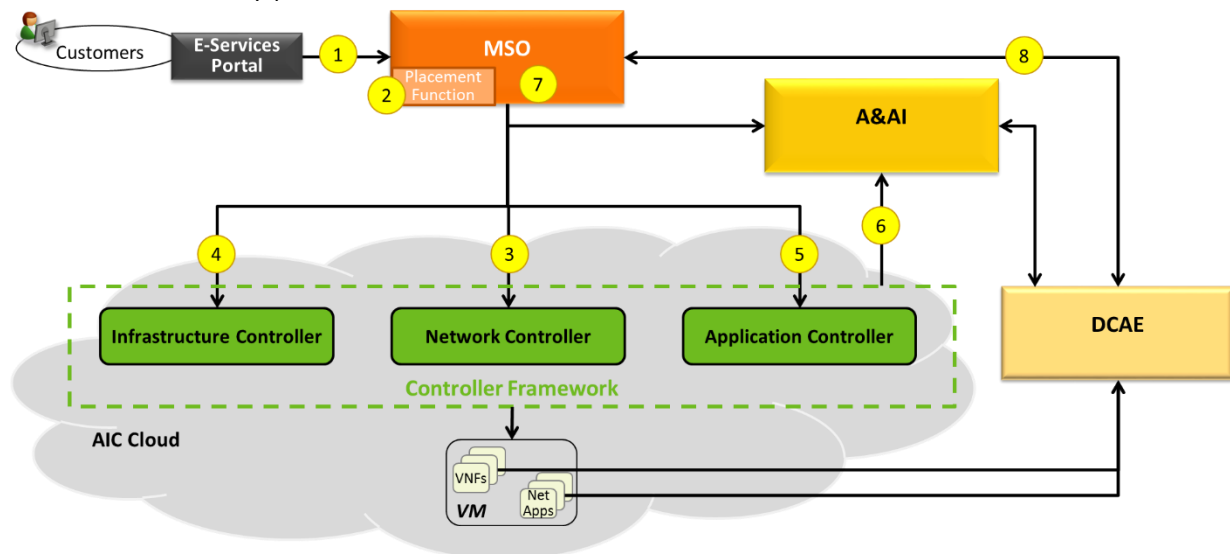 Customers
E-Services
Portal
1
MSO
Placement
Function
2
7
8
A&AI
4
3
5
6
Infrastructure Controller
Network Controller
Application Controller
DCAE
Controller Framework
AIC Cloud
VNFs
Net
Apps
VM